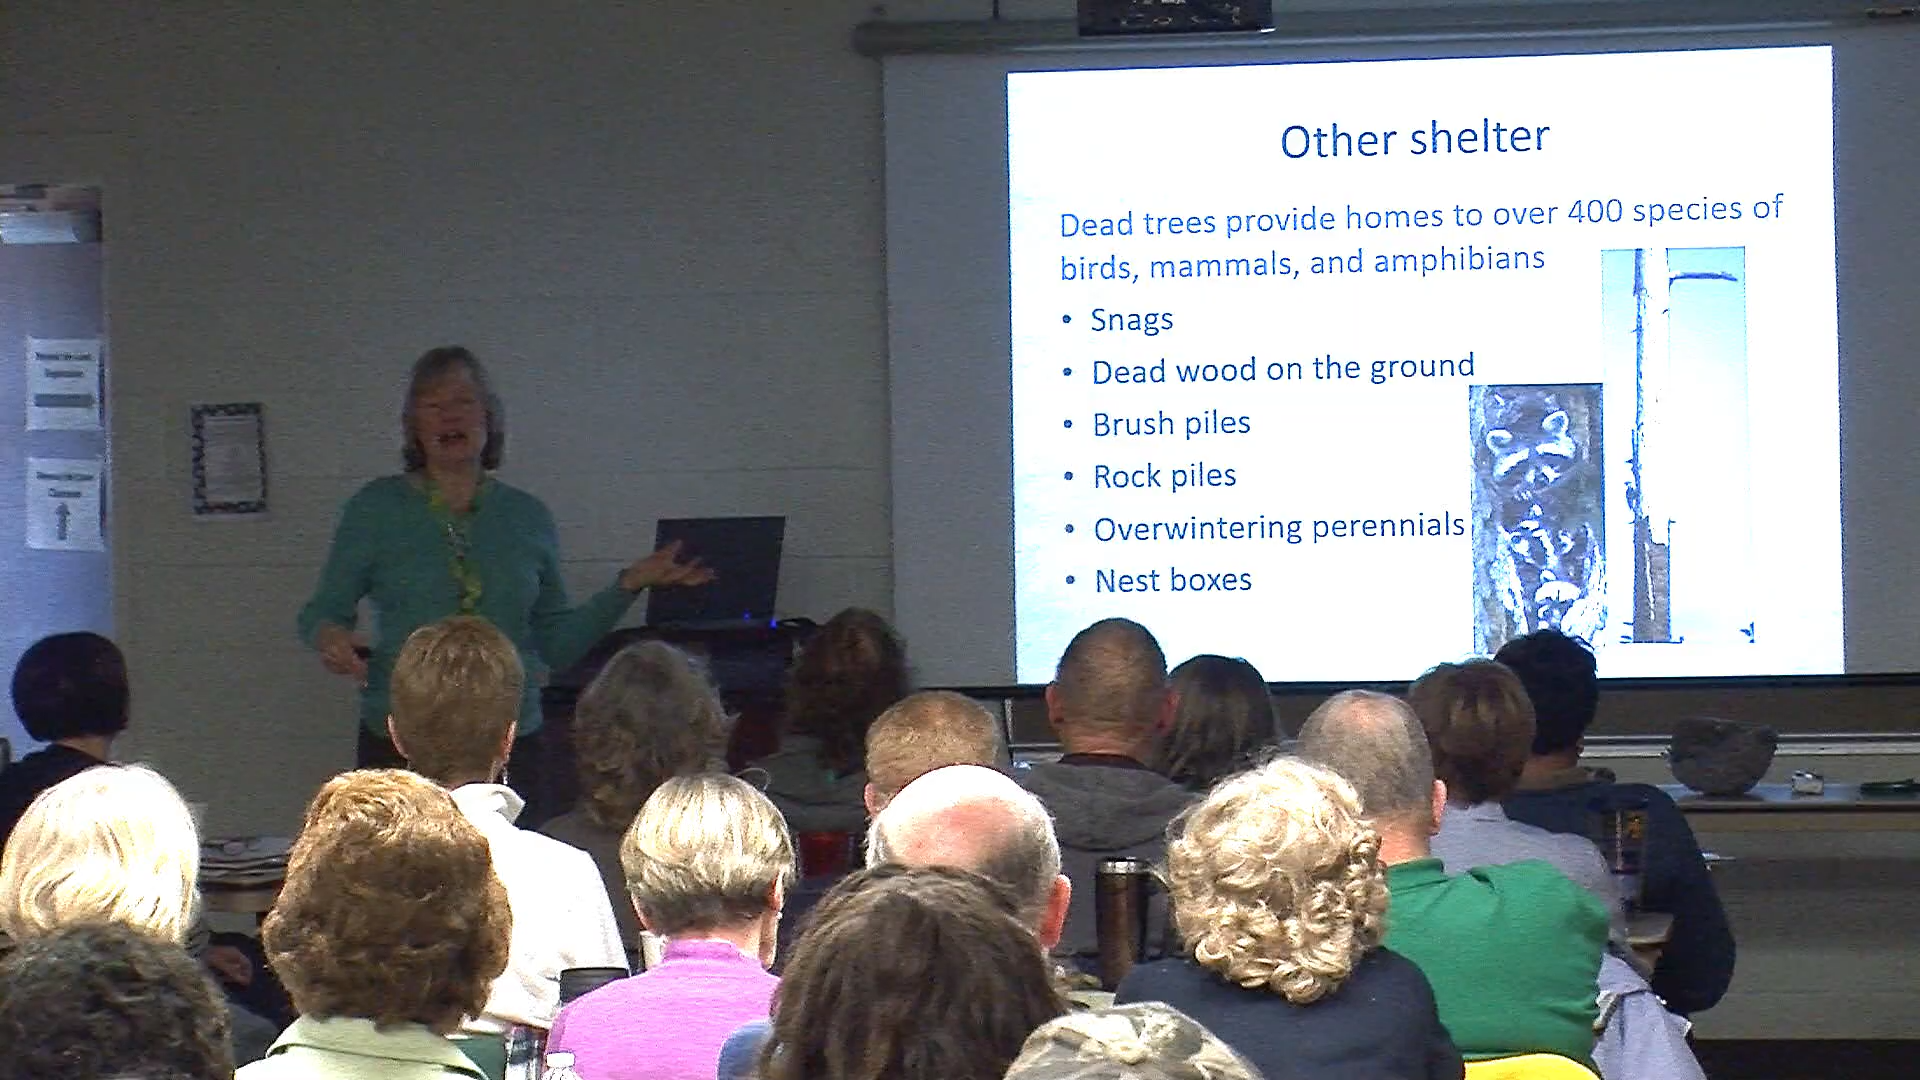 Other shelter
Dead trees provide homes to over 400 species of
birds, mammals, and amphibians
• Snags
• Dead wood on the ground
• Brush piles
• Rock piles
• Overwintering perennials
• Nest boxes